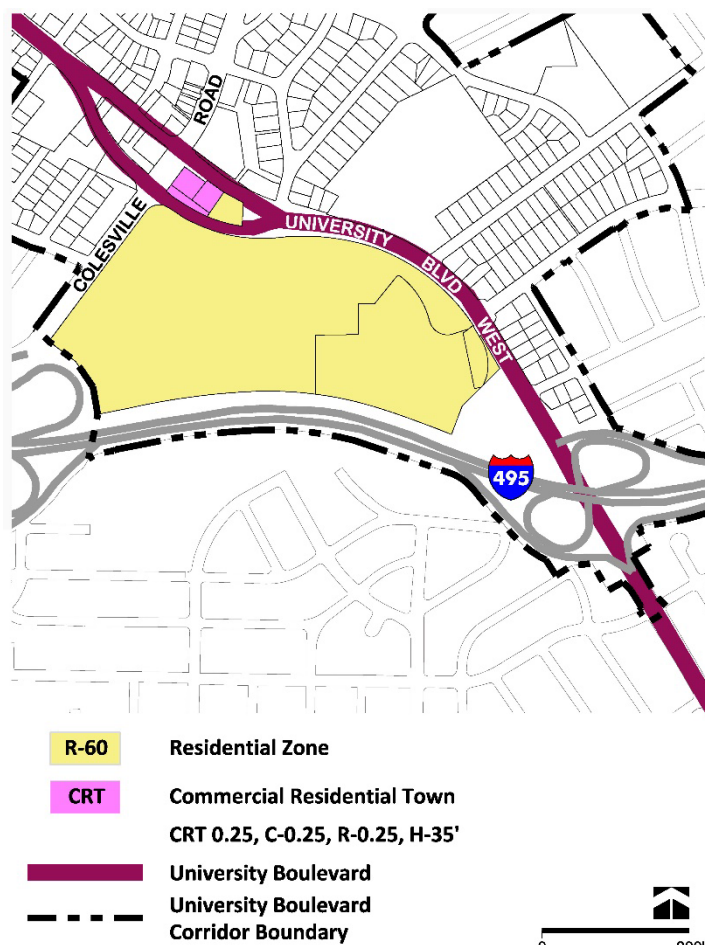 ROAD
COLESVILLE
UNIVERSITY
BLVD
WEST
495
R-60 Residential Zone
CRT Commercial Residential Town
CRT 0.25, C-0.25, R-0.25, H-35'
University Boulevard
University Boulevard
Corridor Boundary
0